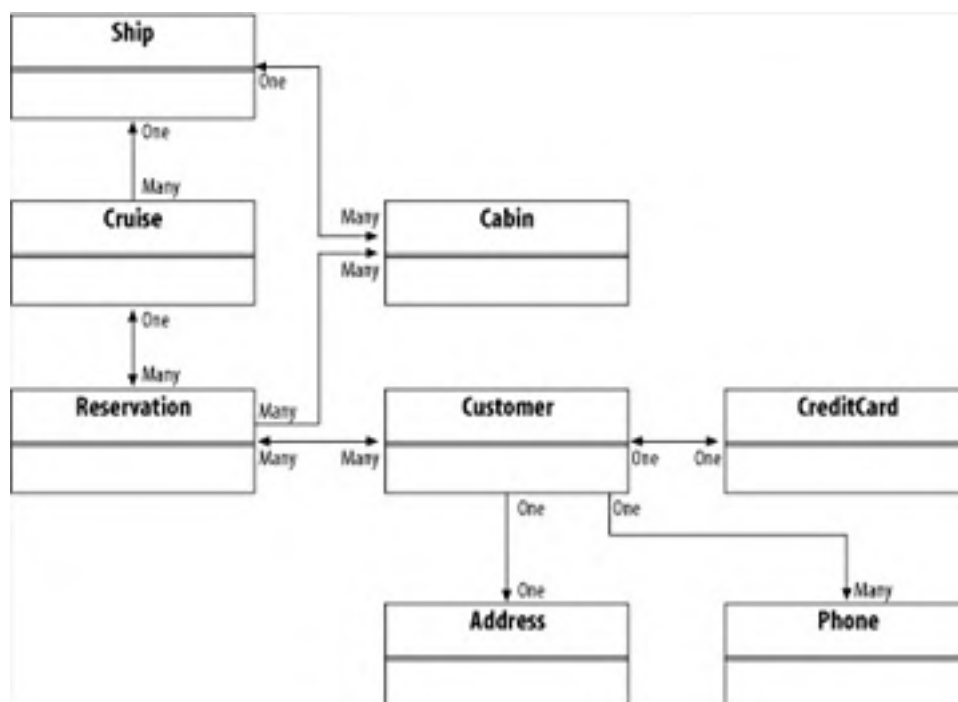 Ship
One
One
Many
Cruise
Many
Cabin
Many
One
Many
Reservation
Many
Customer
CreditCard
Many
Many
One
One
One
One
One
Many
Address
Phone